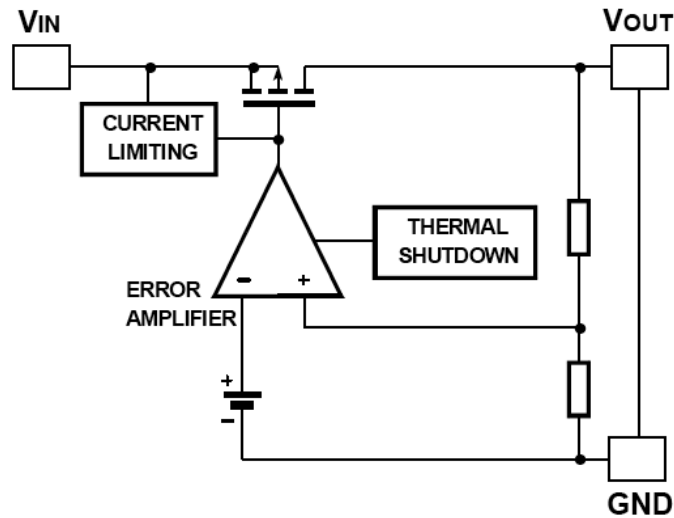 VIN
VOUT
CURRENT
LIMITING
THERMAL
SHUTDOWN
- +
ERROR
AMPLIFIER
+
-
GND